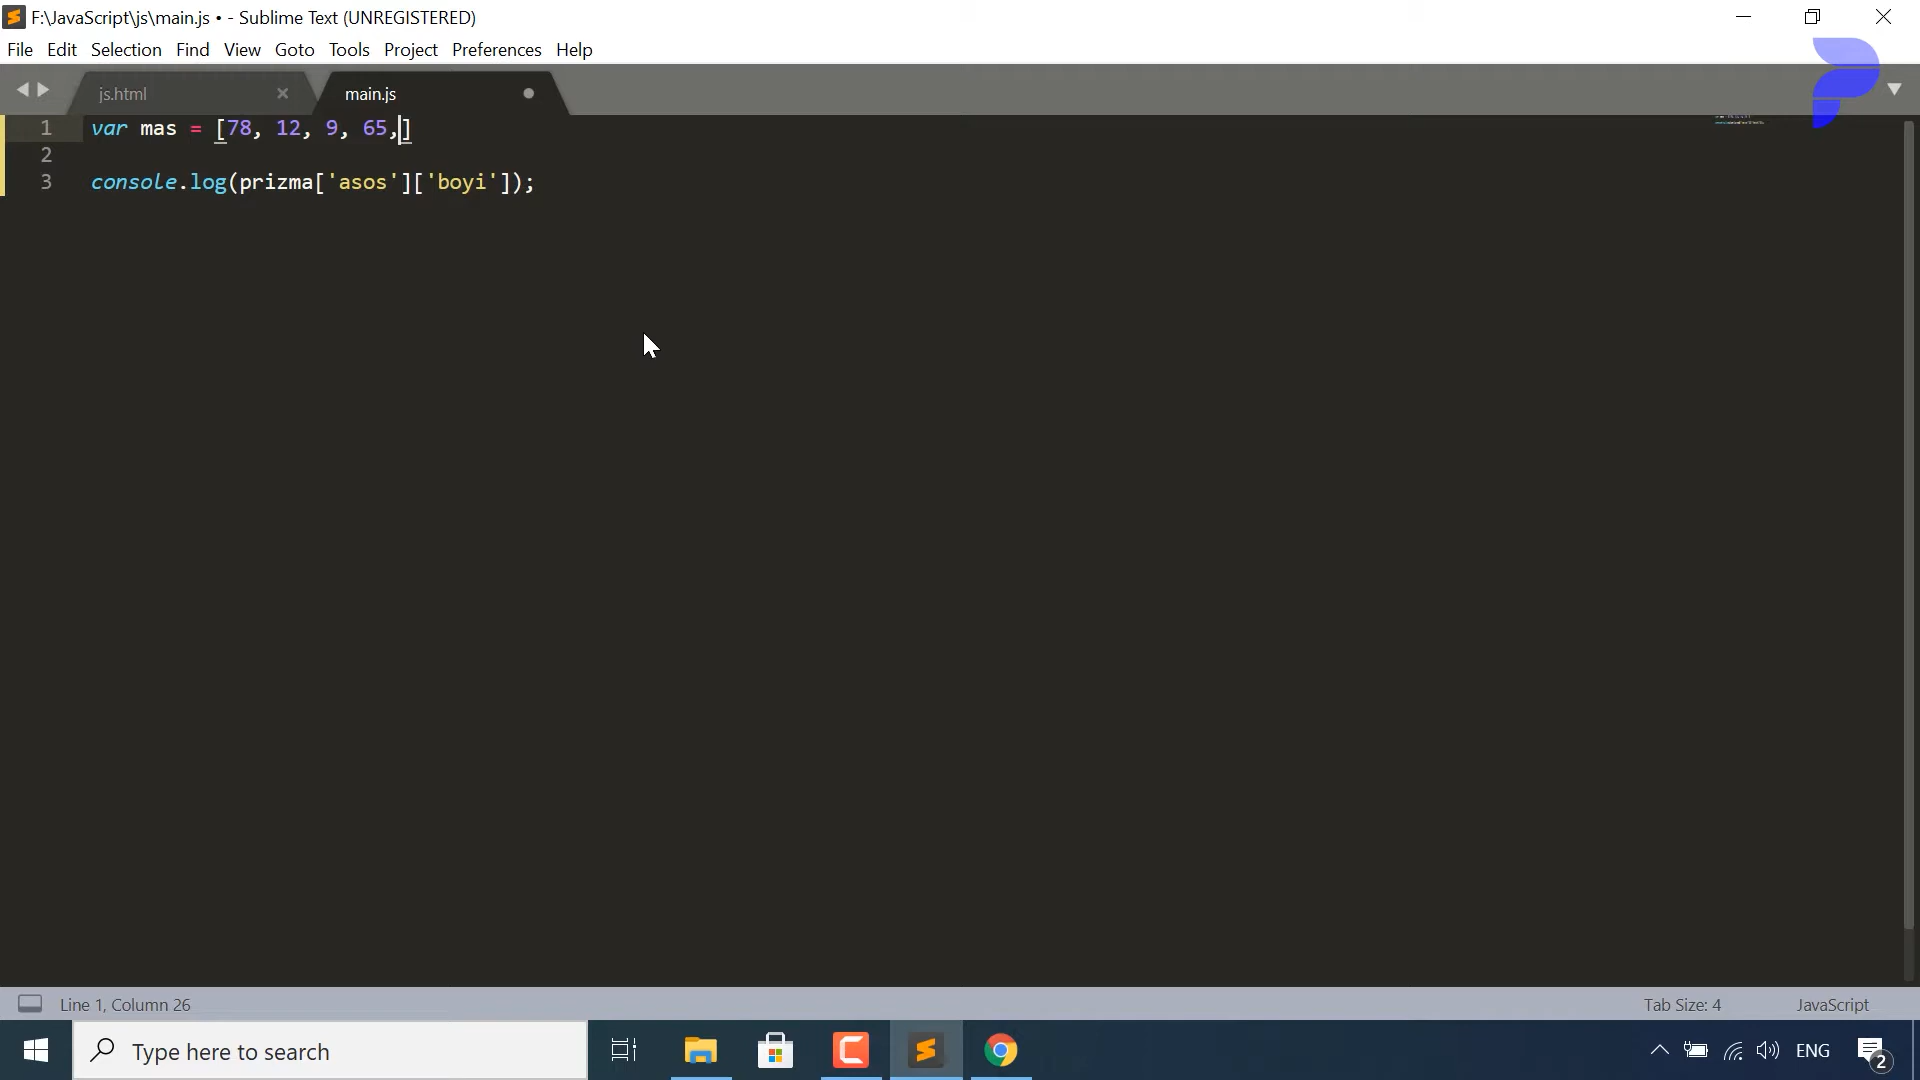 F:\JavaScript\js\main.js • - Sublime Text (UNREGISTERED)
File Edit Selection Find View Goto Tools Project Preferences Help
js.html main.js
1 var mas = [78, 12, 9, 65,]
2
3 console.log(prizma['asos']['boyi']);
Line 1, Column 26 Tab Size: 4 JavaScript
Type here to search ENG 2